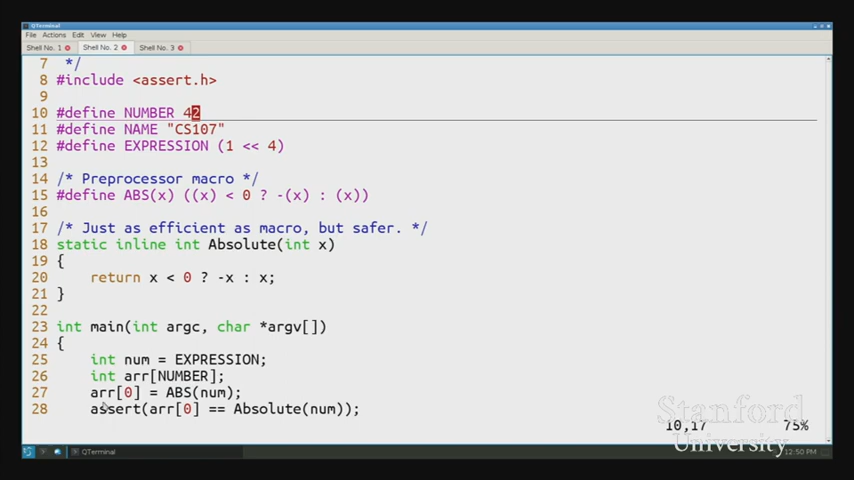 QTerminal
File Actions Edit View Help
Shell No. 1 Shell No. 2 Shell No. 3
7 */
8 #include <assert.h>
9
10 #define NUMBER 42
11 #define NAME "CS107"
12 #define EXPRESSION (1 << 4)
13
14 /* Preprocessor macro */
15 #define ABS(x) ((x) < 0 ? -(x) : (x))
16
17 /* Just as efficient as macro, but safer. */
18 static inline int Absolute(int x)
19 {
20 return x < 0 ? -x : x;
21 }
22
23 int main(int argc, char *argv[])
24 {
25 int num = EXPRESSION;
26 int arr[NUMBER];
27 arr[0] = ABS(num);
28 assert(arr[0] == Absolute(num));
10,17 75%
Stanford
University
QTerminal
12:50 PM